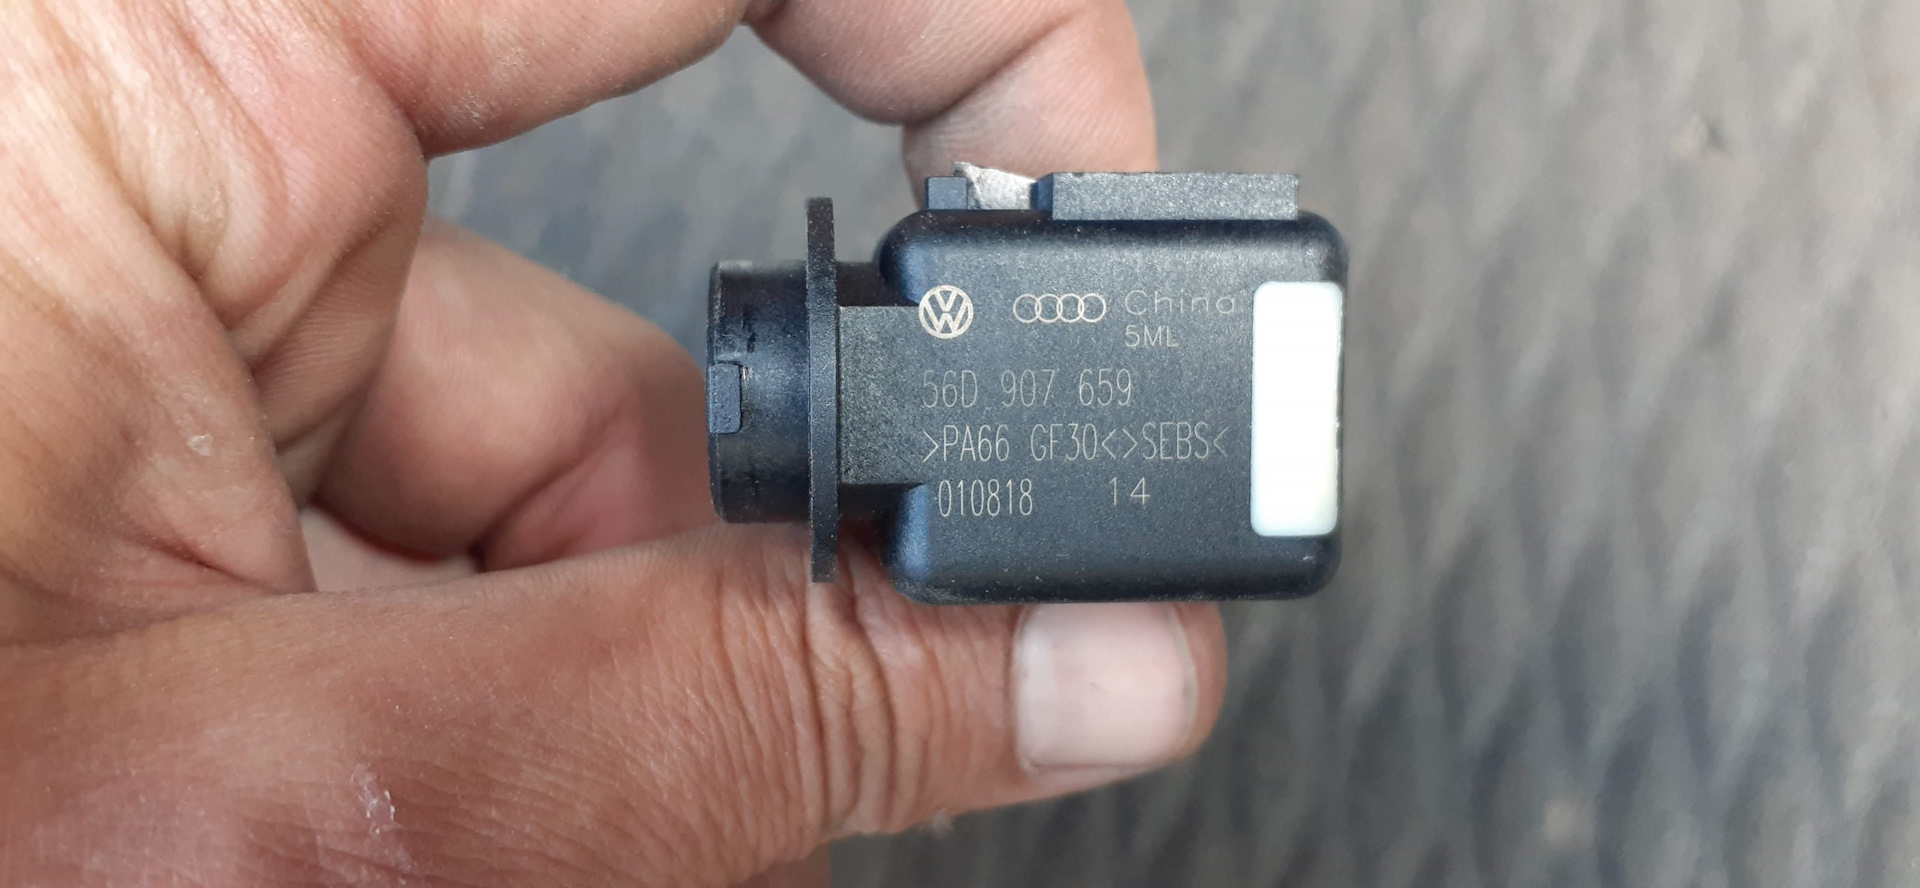 China
5ML
56D 907 659
>PA66 GF30<>SEBS<
010818 14